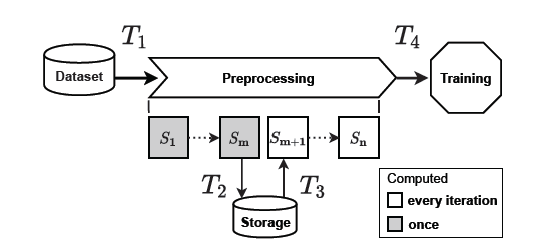 T1
T4
Dataset
Preprocessing
Training
S1
Sm
Sm+1
Sn
T2
T3
Storage
Computed
every iteration
once